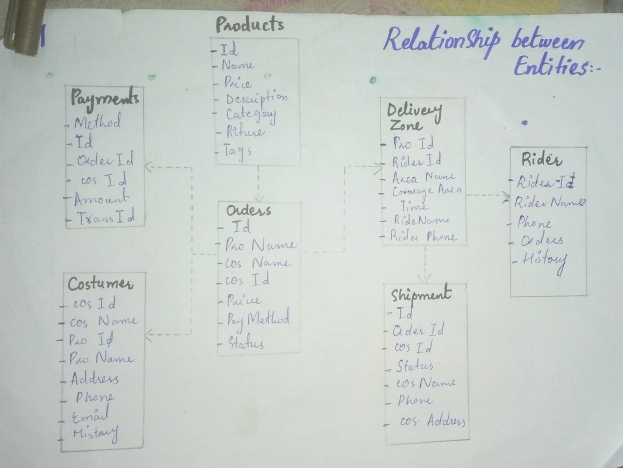 Relationship between
Entities:-
Products
- Id
- Name
- Price
- Description
- Category
- Picture
- Tags
Payments
- Method
- Id
- Order Id
- cos Id
- Amount
- Trans Id
Orders
- Id
- Pro Name
- cos Name
- cos Id
- Price
- Pay Method
- Status
Costumer
- cos Id
- cos Name
- Pro Id
- Pro Name
- Address
- Phone
- Email
- History
Delivery
Zone
- Pro Id
- Rider Id
- Area Name
- Coverage Area
Time
- Ride Name
- Rider Phone
Rider
- Rider Id
- Rider Name
- Phone
- Orders
- History
Shipment
- Id
- Order Id
- cos Id
- Status
- cos Name
- Phone
- cos Address